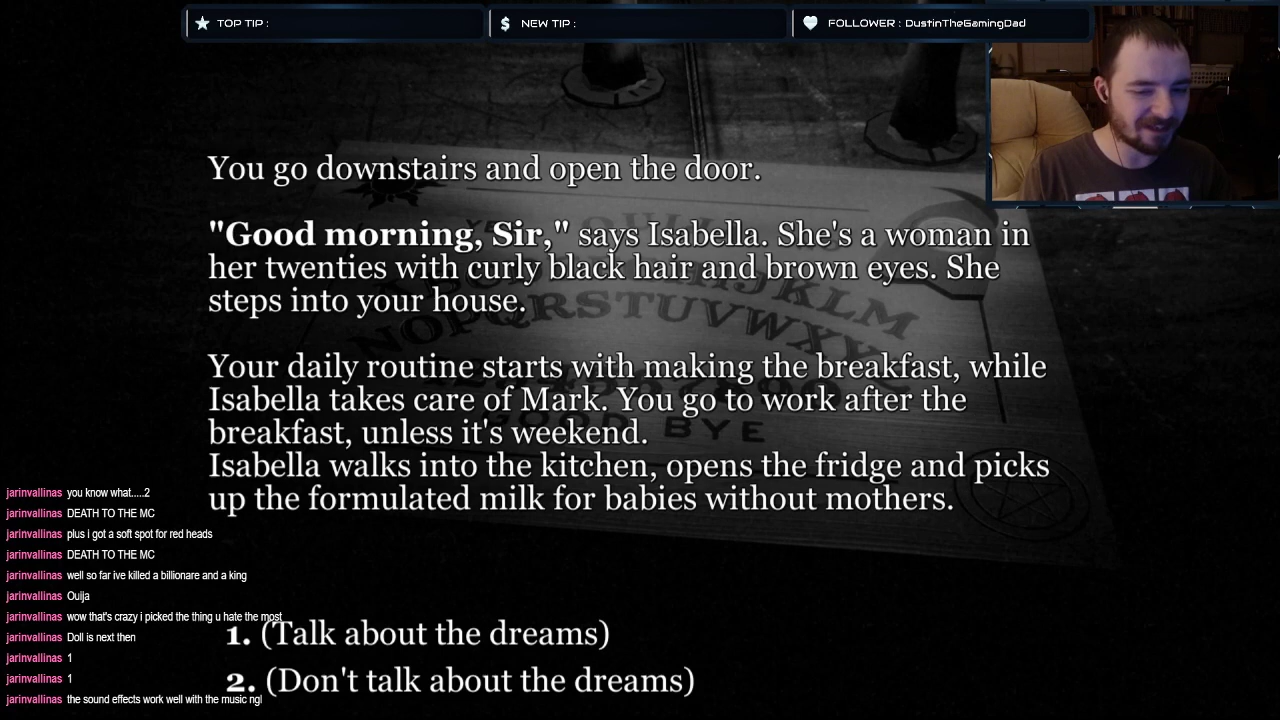 TOP TIP :
NEW TIP :
FOLLOWER : DustinTheGamingDad
You go downstairs and open the door.
"Good morning, Sir," says Isabella. She's a woman in
her twenties with curly black hair and brown eyes. She
steps into your house.
Your daily routine starts with making the breakfast, while
Isabella takes care of Mark. You go to work after the
breakfast, unless it's weekend.
Isabella walks into the kitchen, opens the fridge and picks
up the formulated milk for babies without mothers.
1. (Talk about the dreams)
2. (Don't talk about the dreams)
jarinvallinas you know what.....2
jarinvallinas DEATH TO THE MC
jarinvallinas plus i got a soft spot for red heads
jarinvallinas DEATH TO THE MC
jarinvallinas well so far ive killed a billionare and a king
jarinvallinas Ouija
jarinvallinas wow that's crazy i picked the thing u hate the most
jarinvallinas Doll is next then
jarinvallinas 1
jarinvallinas 1
jarinvallinas the sound effects work well with the music ngl
KLM
NOPQRSTUVWXYZ
BYE